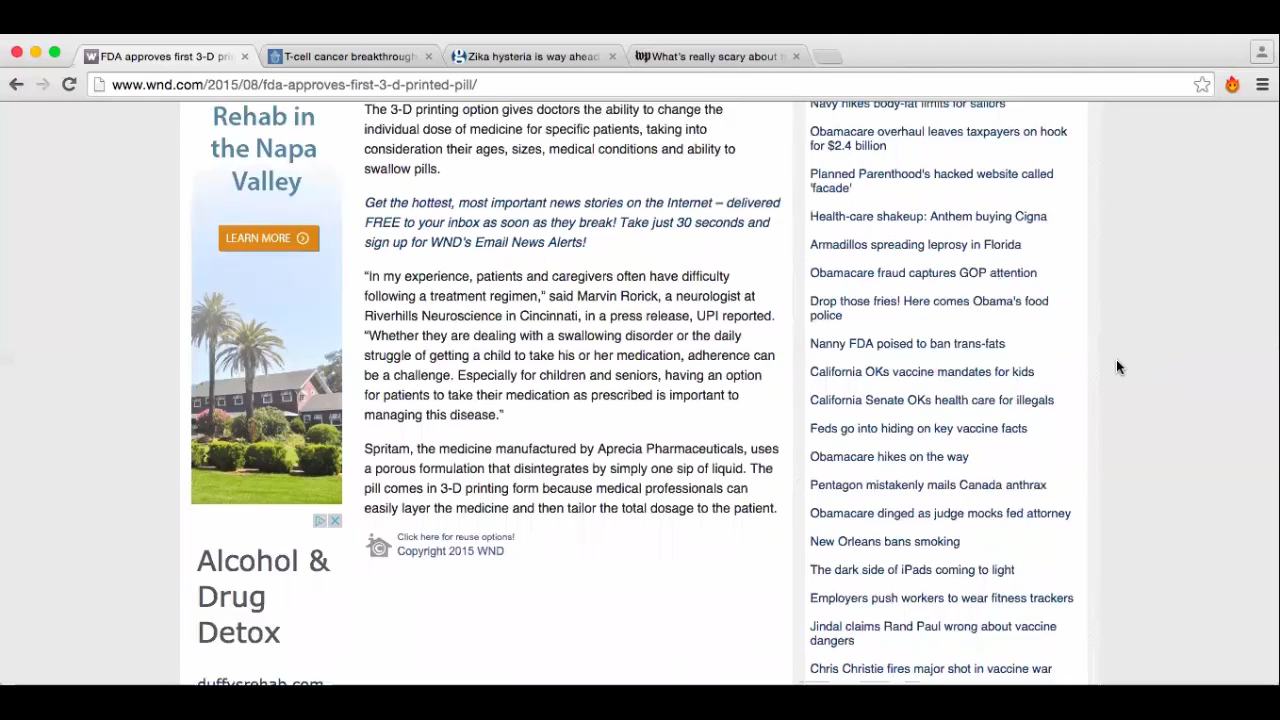 FDA approves first 3-D pri
T-cell cancer breakthrough
Zika hysteria is way ahead
wp What's really scary about t
www.wnd.com/2015/08/fda-approves-first-3-d-printed-pill/
Rehab in
the Napa
Valley
LEARN MORE
Alcohol &
Drug
Detox
duffysrehab.com
The 3-D printing option gives doctors the ability to change the
individual dose of medicine for specific patients, taking into
consideration their ages, sizes, medical conditions and ability to
swallow pills.
Get the hottest, most important news stories on the Internet – delivered
FREE to your inbox as soon as they break! Take just 30 seconds and
sign up for WND's Email News Alerts!
“In my experience, patients and caregivers often have difficulty
following a treatment regimen,” said Marvin Rorick, a neurologist at
Riverhills Neuroscience in Cincinnati, in a press release, UPI reported.
“Whether they are dealing with a swallowing disorder or the daily
struggle of getting a child to take his or her medication, adherence can
be a challenge. Especially for children and seniors, having an option
for patients to take their medication as prescribed is important to
managing this disease.”
Spritam, the medicine manufactured by Aprecia Pharmaceuticals, uses
a porous formulation that disintegrates by simply one sip of liquid. The
pill comes in 3-D printing form because medical professionals can
easily layer the medicine and then tailor the total dosage to the patient.
Click here for reuse options!
Copyright 2015 WND
Navy hikes body-fat limits for sailors
Obamacare overhaul leaves taxpayers on hook
for $2.4 billion
Planned Parenthood's hacked website called
'facade'
Health-care shakeup: Anthem buying Cigna
Armadillos spreading leprosy in Florida
Obamacare fraud captures GOP attention
Drop those fries! Here comes Obama's food
police
Nanny FDA poised to ban trans-fats
California OKs vaccine mandates for kids
California Senate OKs health care for illegals
Feds go into hiding on key vaccine facts
Obamacare hikes on the way
Pentagon mistakenly mails Canada anthrax
Obamacare dinged as judge mocks fed attorney
New Orleans bans smoking
The dark side of iPads coming to light
Employers push workers to wear fitness trackers
Jindal claims Rand Paul wrong about vaccine
dangers
Chris Christie fires major shot in vaccine war